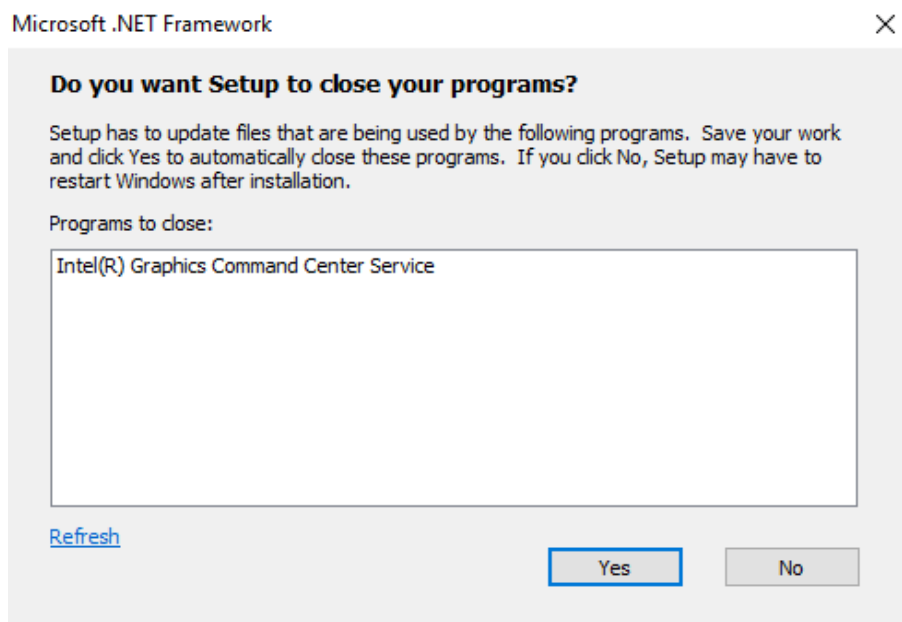 Microsoft .NET Framework
Do you want Setup to close your programs?
Setup has to update files that are being used by the following programs.  Save your work
and click Yes to automatically close these programs.  If you click No, Setup may have to
restart Windows after installation.
Programs to close:
Intel(R) Graphics Command Center Service
Refresh
Yes
No